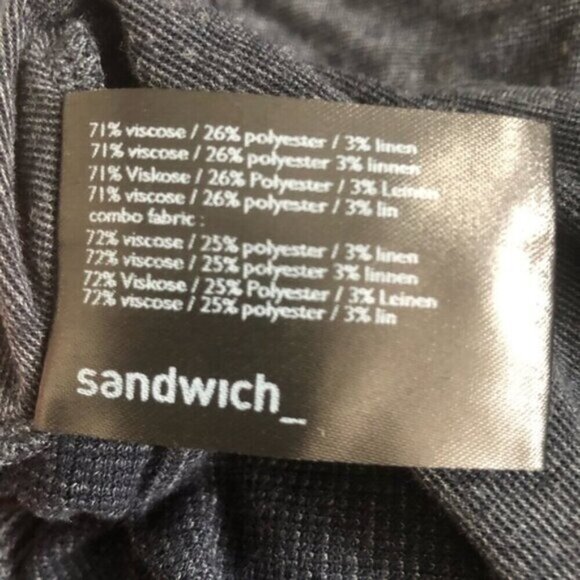 71% viscose / 26% polyester / 3% linen
71% viscose / 26% polyester 3% linnen
71% Viskose / 26% Polyester / 3% Leinen
71% viscose / 26% polyester / 3% lin
combo fabric :
72% viscose / 25% polyester / 3% linen
72% viscose / 25% polyester 3% linnen
72% Viskose / 25% Polyester / 3% Leinen
72% viscose / 25% polyester / 3% lin
sandwich_